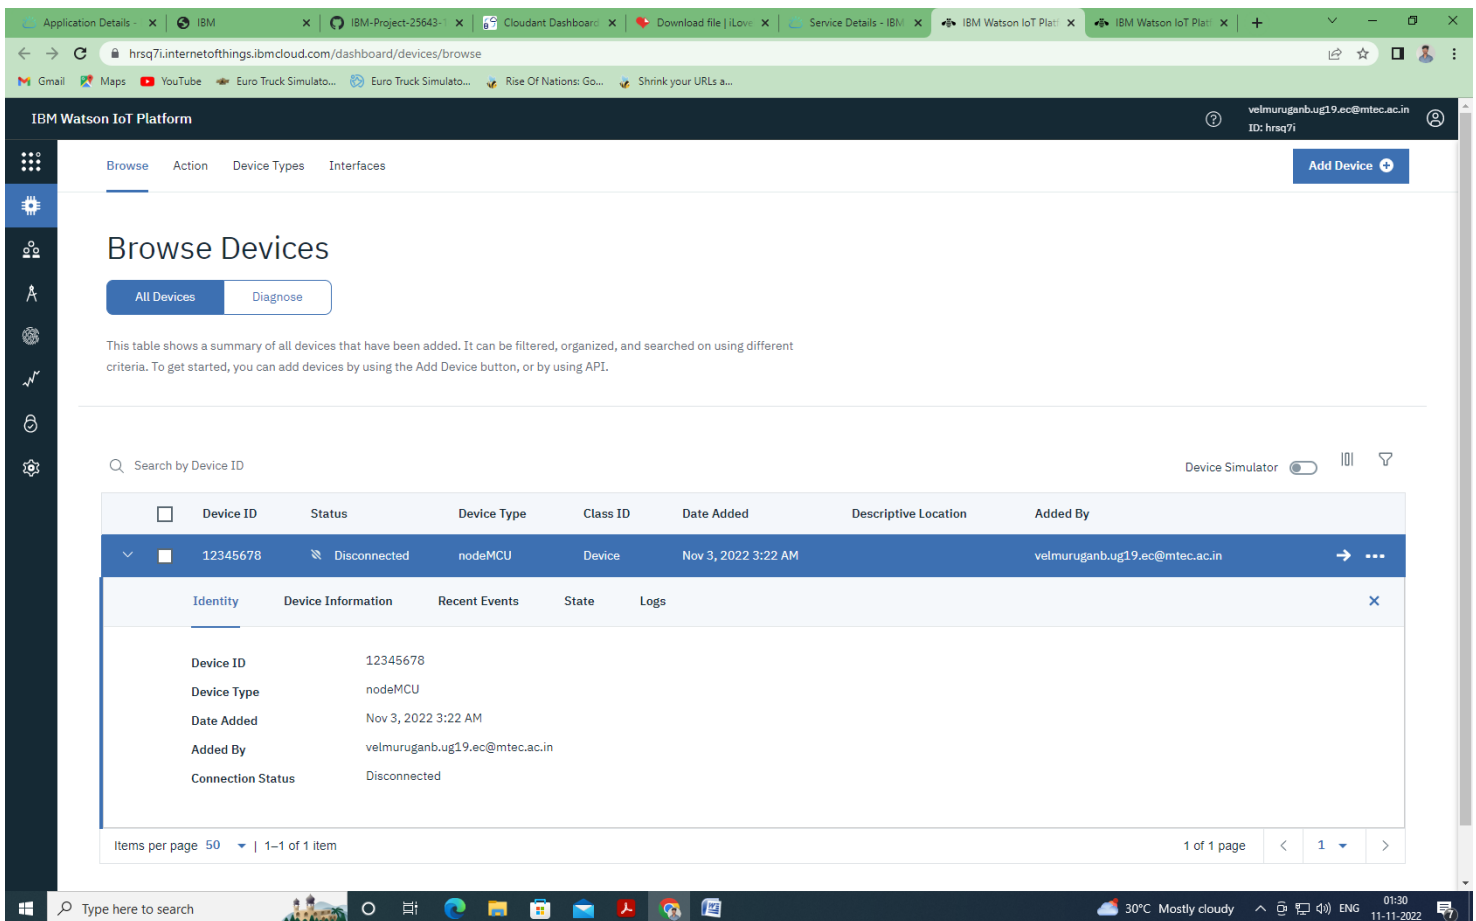 Application Details - IBM IBM-Project-25643-1 Cloudant Dashboard Download file | iLove Service Details - IBM IBM Watson IoT Platf IBM Watson IoT Platf
hrsq7i.internetofthings.ibmcloud.com/dashboard/devices/browse
Gmail Maps YouTube Euro Truck Simulato... Euro Truck Simulato... Rise Of Nations: Go... Shrink your URLs a...
IBM Watson IoT Platform
velmuruganb.ug19.ec@mtec.ac.in
ID: hrsq7i
Browse Action Device Types Interfaces Add Device
Browse Devices
All Devices Diagnose
This table shows a summary of all devices that have been added. It can be filtered, organized, and searched on using different
criteria. To get started, you can add devices by using the Add Device button, or by using API.
Search by Device ID Device Simulator
Device ID Status Device Type Class ID Date Added Descriptive Location Added By
12345678 Disconnected nodeMCU Device Nov 3, 2022 3:22 AM velmuruganb.ug19.ec@mtec.ac.in
Identity Device Information Recent Events State Logs
Device ID 12345678
Device Type nodeMCU
Date Added Nov 3, 2022 3:22 AM
Added By velmuruganb.ug19.ec@mtec.ac.in
Connection Status Disconnected
Items per page 50 | 1–1 of 1 item 1 of 1 page 1
Type here to search 30°C Mostly cloudy ENG 01:30
11-11-2022